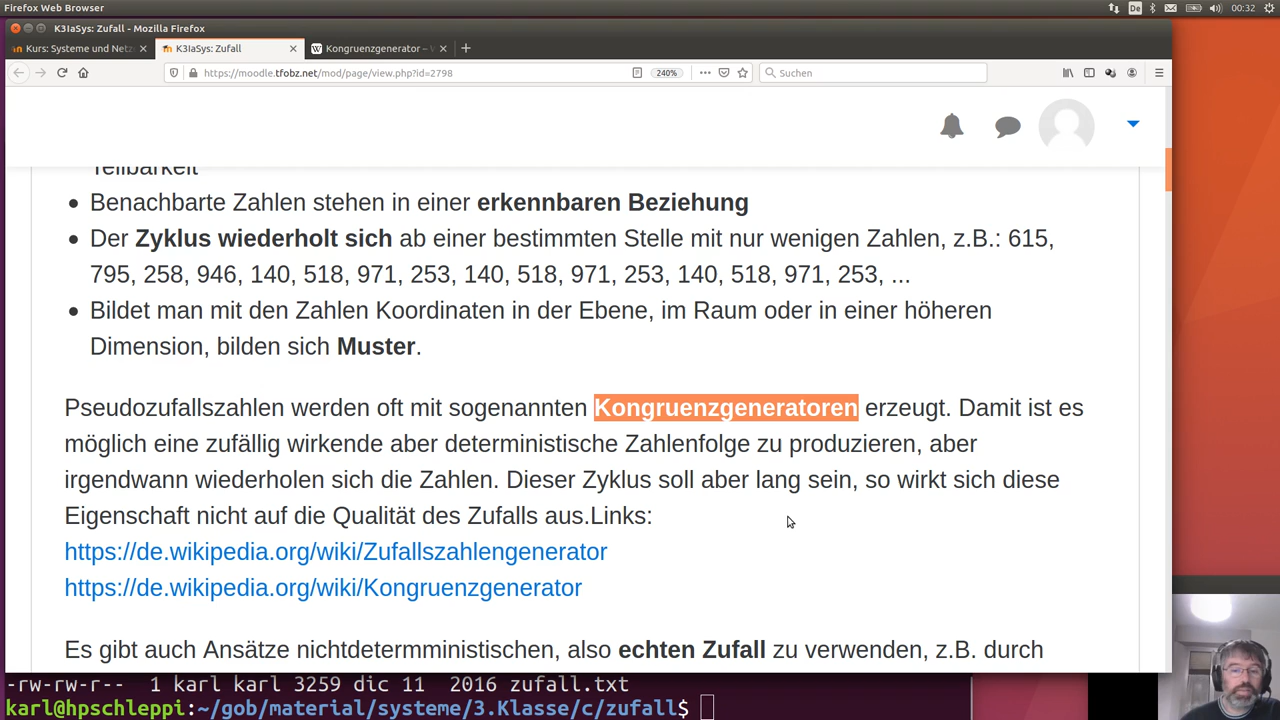 Firefox Web Browser
De
00:32
K3IaSys: Zufall - Mozilla Firefox
Kurs: Systeme und Netz
K3IaSys: Zufall
Kongruenzgenerator – W
https://moodle.tfobz.net/mod/page/view.php?id=2798
240%
Suchen
Teilbarkeit
Benachbarte Zahlen stehen in einer erkennbaren Beziehung
Der Zyklus wiederholt sich ab einer bestimmten Stelle mit nur wenigen Zahlen, z.B.: 615,
795, 258, 946, 140, 518, 971, 253, 140, 518, 971, 253, 140, 518, 971, 253, ...
Bildet man mit den Zahlen Koordinaten in der Ebene, im Raum oder in einer höheren
Dimension, bilden sich Muster.
Pseudozufallszahlen werden oft mit sogenannten Kongruenzgeneratoren erzeugt. Damit ist es
möglich eine zufällig wirkende aber deterministische Zahlenfolge zu produzieren, aber
irgendwann wiederholen sich die Zahlen. Dieser Zyklus soll aber lang sein, so wirkt sich diese
Eigenschaft nicht auf die Qualität des Zufalls aus.Links:
https://de.wikipedia.org/wiki/Zufallszahlengenerator
https://de.wikipedia.org/wiki/Kongruenzgenerator
Es gibt auch Ansätze nichtdetermministischen, also echten Zufall zu verwenden, z.B. durch
-rw-rw-r-- 1 karl karl 3259 dic 11 2016 zufall.txt
karl@hpschleppi:~/gob/material/systeme/3.Klasse/c/zufall$